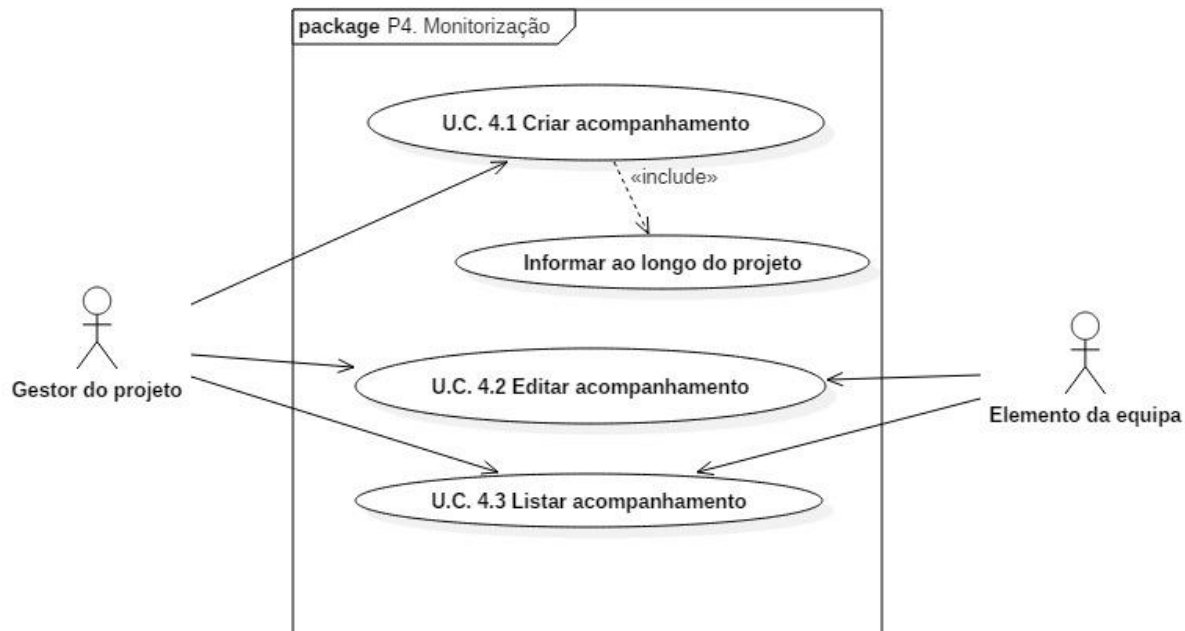 package P4. Monitorização
U.C. 4.1 Criar acompanhamento
«include»
Informar ao longo do projeto
Gestor do projeto
U.C. 4.2 Editar acompanhamento
Elemento da equipa
U.C. 4.3 Listar acompanhamento